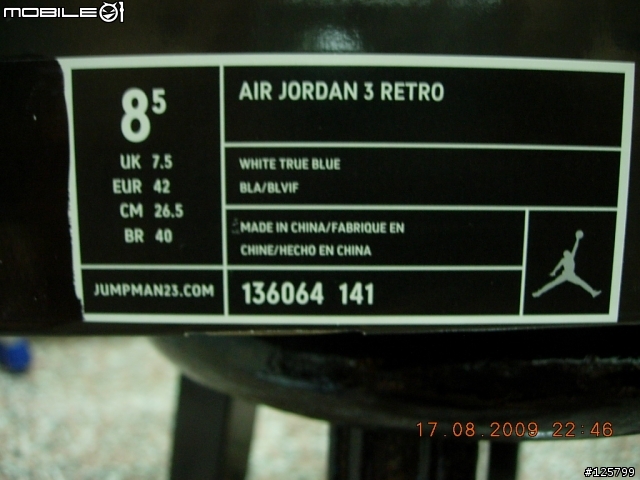 MOBILE01
8⁵
UK 7.5
EUR 42
CM 26.5
BR 40
JUMPMAN23.COM
AIR JORDAN 3 RETRO
WHITE TRUE BLUE
BLA/BLVIF
MADE IN CHINA/FABRIQUE EN
CHINE/HECHO EN CHINA
136064 141
17.08.2009 22:46
#125799